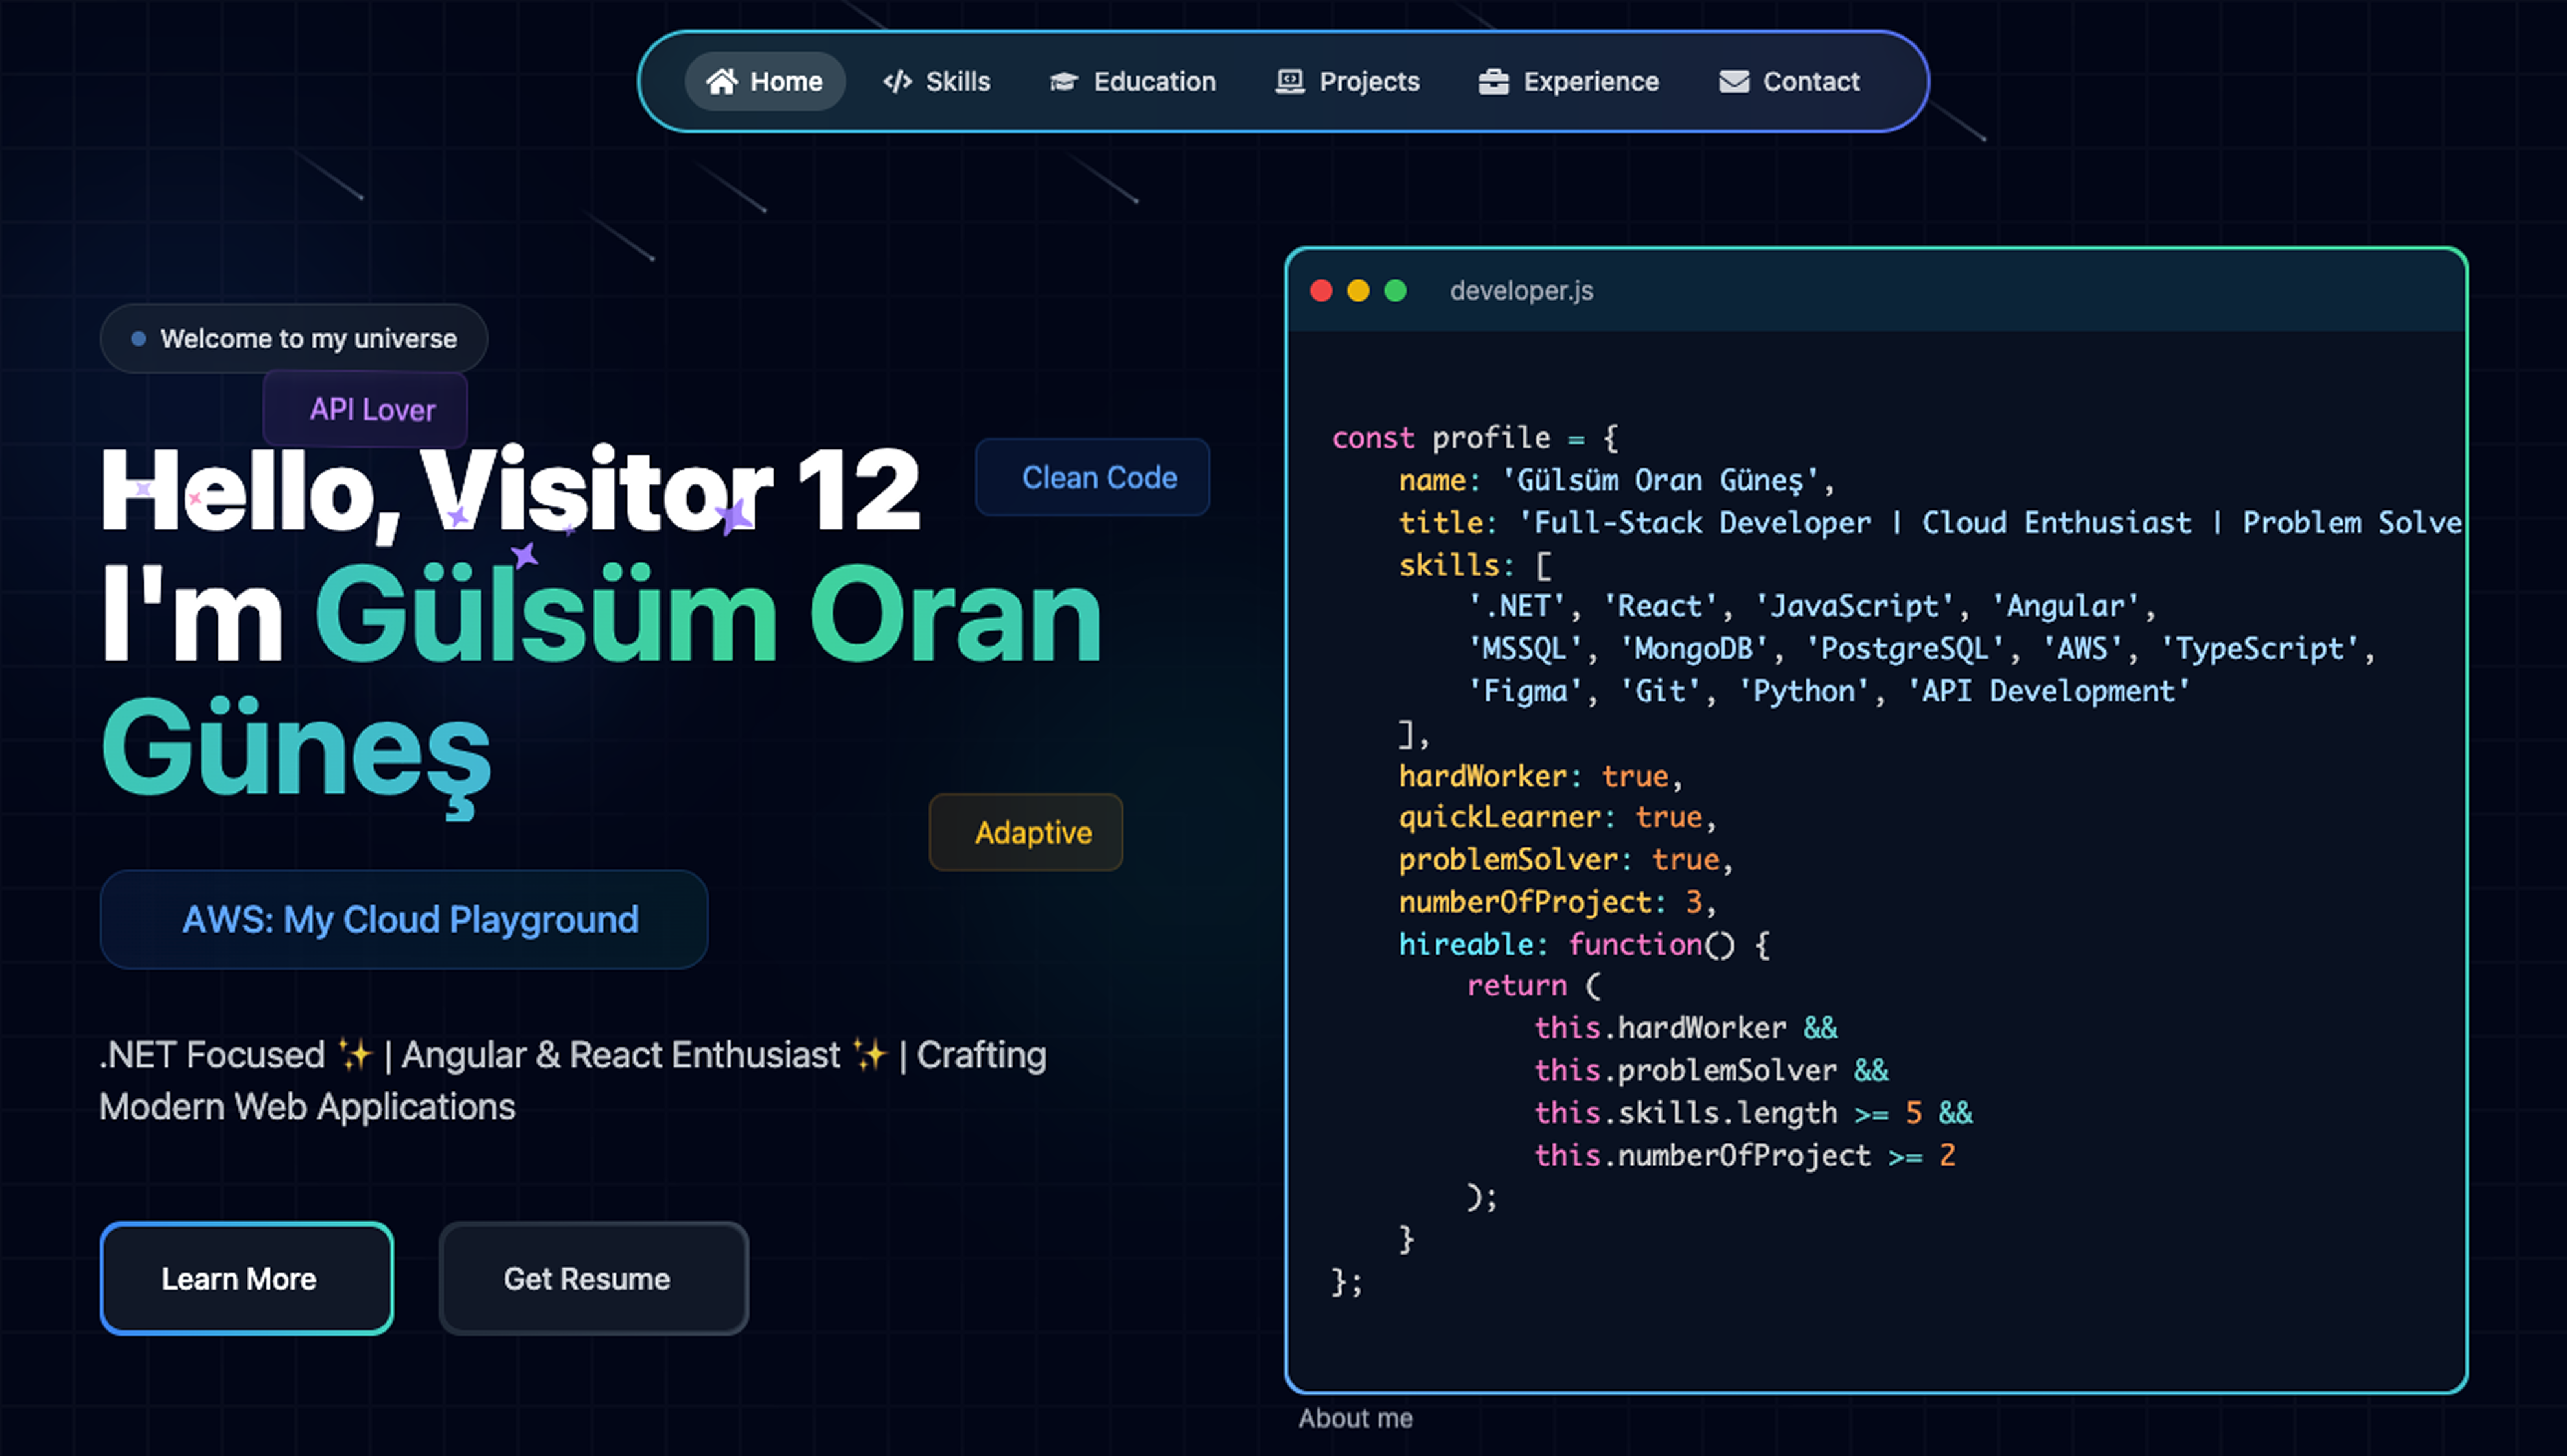 Home Skills Education Projects Experience Contact
Welcome to my universe
API Lover
Hello, Visitor 12
Clean Code
I'm Gülsüm Oran
Güneş
Adaptive
AWS: My Cloud Playground
.NET Focused ✨ | Angular & React Enthusiast ✨ | Crafting
Modern Web Applications
Learn More
Get Resume
developer.js
const profile = {
    name: 'Gülsüm Oran Güneş',
    title: 'Full-Stack Developer | Cloud Enthusiast | Problem Solve
    skills: [
        '.NET', 'React', 'JavaScript', 'Angular',
        'MSSQL', 'MongoDB', 'PostgreSQL', 'AWS', 'TypeScript',
        'Figma', 'Git', 'Python', 'API Development'
    ],
    hardWorker: true,
    quickLearner: true,
    problemSolver: true,
    numberOfProject: 3,
    hireable: function() {
        return (
            this.hardWorker &&
            this.problemSolver &&
            this.skills.length >= 5 &&
            this.numberOfProject >= 2
        );
    }
};
About me